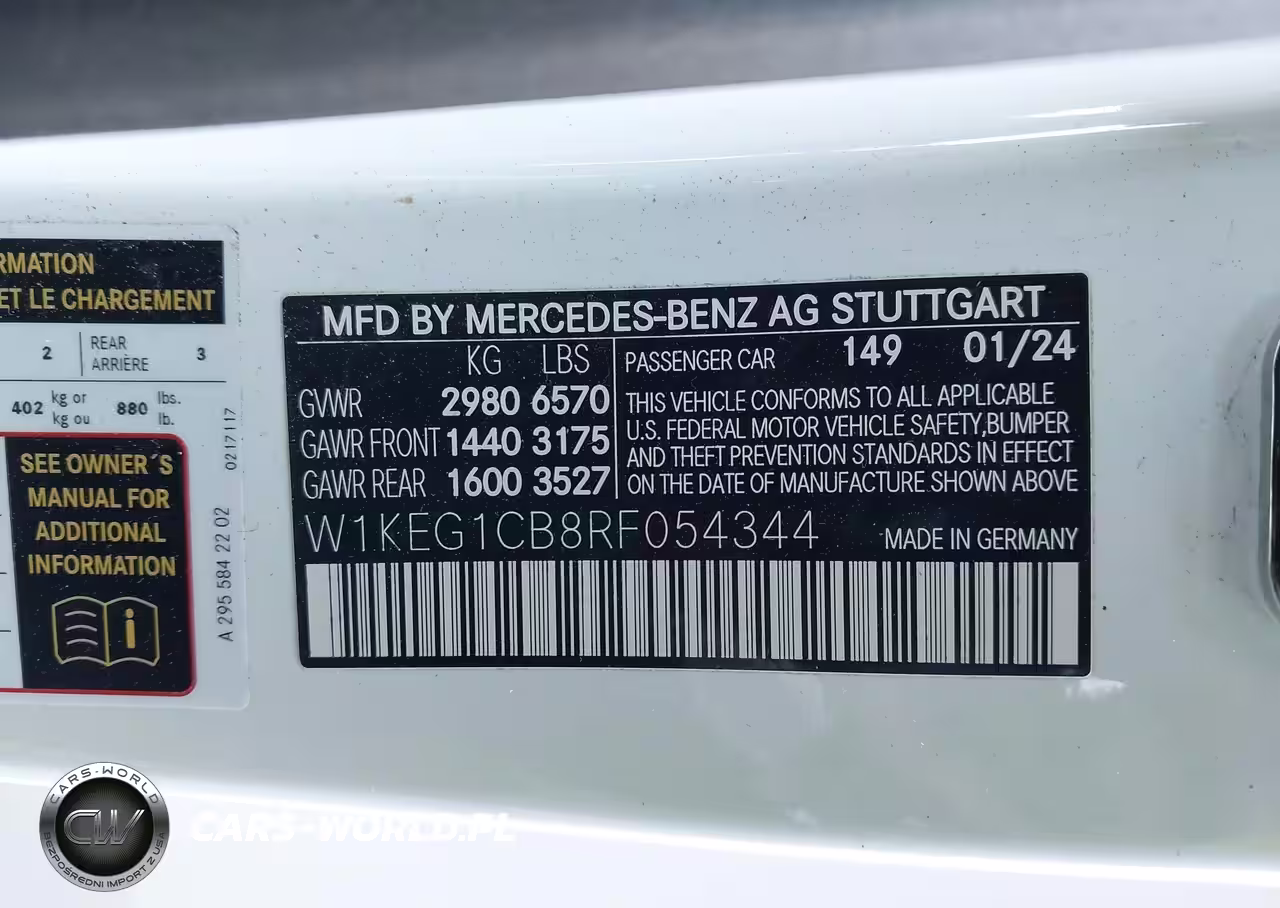 RMATION
ET LE CHARGEMENT
2 REAR 3
ARRIÈRE
402 kg or 880 lbs.
kg ou lb.
SEE OWNER´S
MANUAL FOR
ADDITIONAL
INFORMATION
A 295 584 22 02 0217117
MFD BY MERCEDES-BENZ AG STUTTGART
KG LBS
GVWR 2980 6570
GAWR FRONT 1440 3175
GAWR REAR 1600 3527
PASSENGER CAR 149 01/24
THIS VEHICLE CONFORMS TO ALL APPLICABLE
U.S. FEDERAL MOTOR VEHICLE SAFETY,BUMPER
AND THEFT PREVENTION STANDARDS IN EFFECT
ON THE DATE OF MANUFACTURE SHOWN ABOVE
W1KEG1CB8RF054344 MADE IN GERMANY
CARS-WORLD
CW
BEZPOŚREDNI IMPORT Z USA
CARS-WORLD.PL